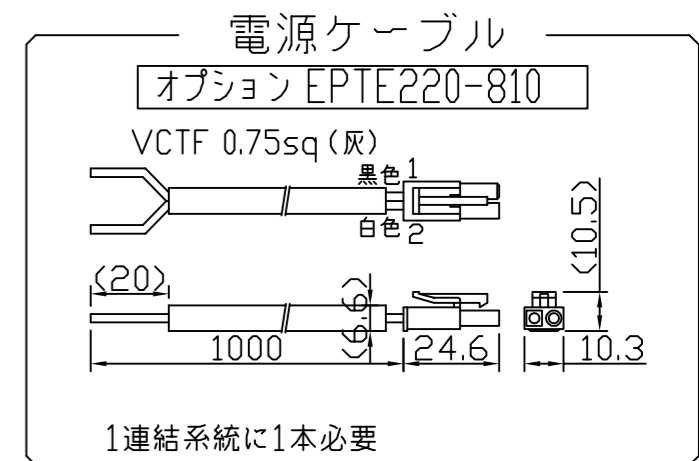 電源ケーブル
オプション EPTE220-810
VCTF 0.75sq (灰)
黒色 1
白色 2
(20)
(6.6)
(10.5)
1000
24.6
10.3
1連結系統に1本必要